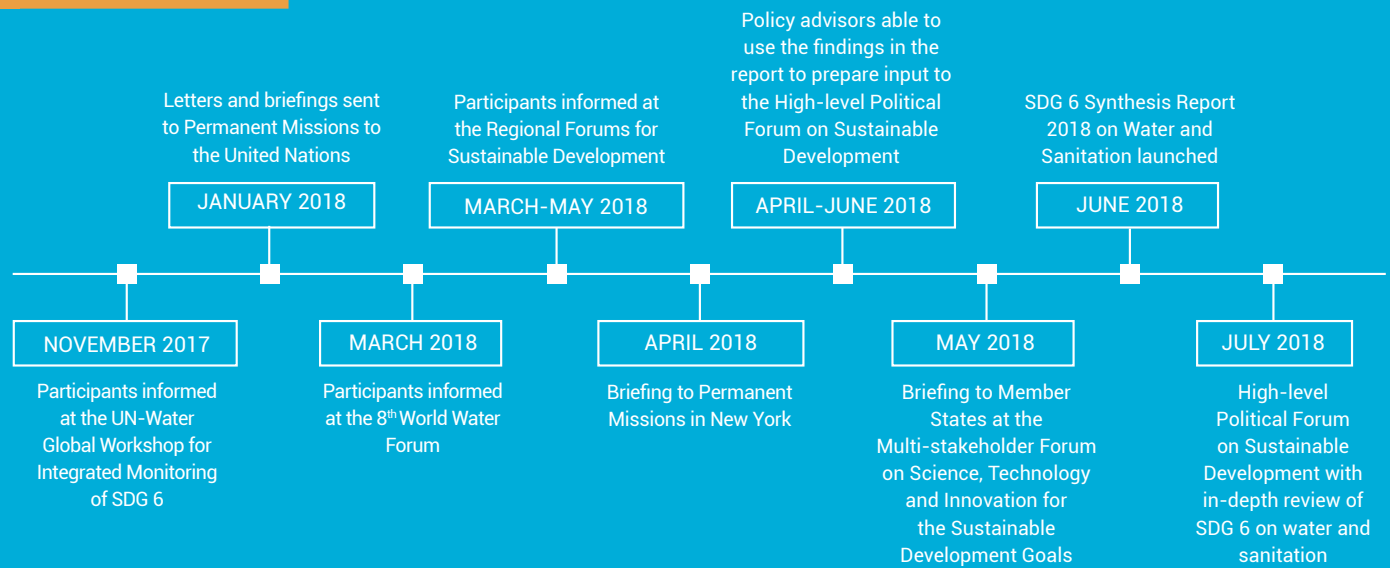 Letters and briefings sent
to Permanent Missions to
the United Nations
JANUARY 2018
Participants informed at
the Regional Forums for
Sustainable Development
MARCH-MAY 2018
Policy advisors able to
use the findings in the
report to prepare input to
the High-level Political
Forum on Sustainable
Development
APRIL-JUNE 2018
SDG 6 Synthesis Report
2018 on Water and
Sanitation launched
JUNE 2018
NOVEMBER 2017
Participants informed
at the UN-Water
Global Workshop for
Integrated Monitoring
of SDG 6
MARCH 2018
Participants informed
at the 8th World Water
Forum
APRIL 2018
Briefing to Permanent
Missions in New York
MAY 2018
Briefing to Member
States at the
Multi-stakeholder Forum
on Science, Technology
and Innovation for
the Sustainable
Development Goals
JULY 2018
High-level
Political Forum
on Sustainable
Development with
in-depth review of
SDG 6 on water and
sanitation